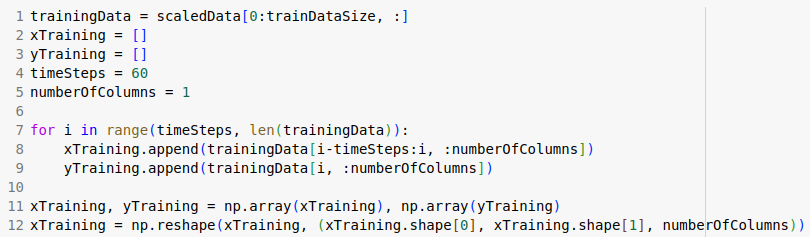 1 trainingData = scaledData[0:trainDataSize, :]
2 xTraining = []
3 yTraining = []
4 timeSteps = 60
5 numberOfColumns = 1
6
7 for i in range(timeSteps, len(trainingData)):
8     xTraining.append(trainingData[i-timeSteps:i, :numberOfColumns])
9     yTraining.append(trainingData[i, :numberOfColumns])
10
11 xTraining, yTraining = np.array(xTraining), np.array(yTraining)
12 xTraining = np.reshape(xTraining, (xTraining.shape[0], xTraining.shape[1], numberOfColumns))